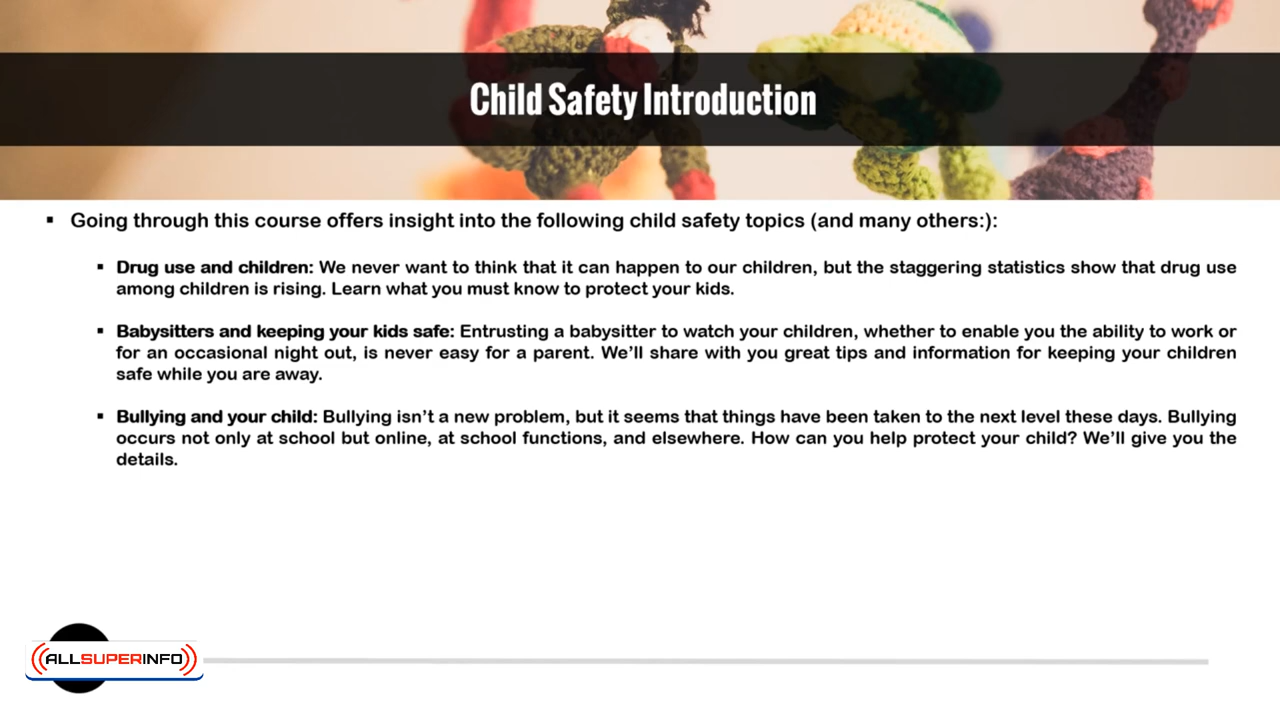 Child Safety Introduction
Going through this course offers insight into the following child safety topics (and many others:):
Drug use and children: We never want to think that it can happen to our children, but the staggering statistics show that drug use
among children is rising. Learn what you must know to protect your kids.
Babysitters and keeping your kids safe: Entrusting a babysitter to watch your children, whether to enable you the ability to work or
for an occasional night out, is never easy for a parent. We'll share with you great tips and information for keeping your children
safe while you are away.
Bullying and your child: Bullying isn't a new problem, but it seems that things have been taken to the next level these days. Bullying
occurs not only at school but online, at school functions, and elsewhere. How can you help protect your child? We'll give you the
details.
ALLSUPERINFO